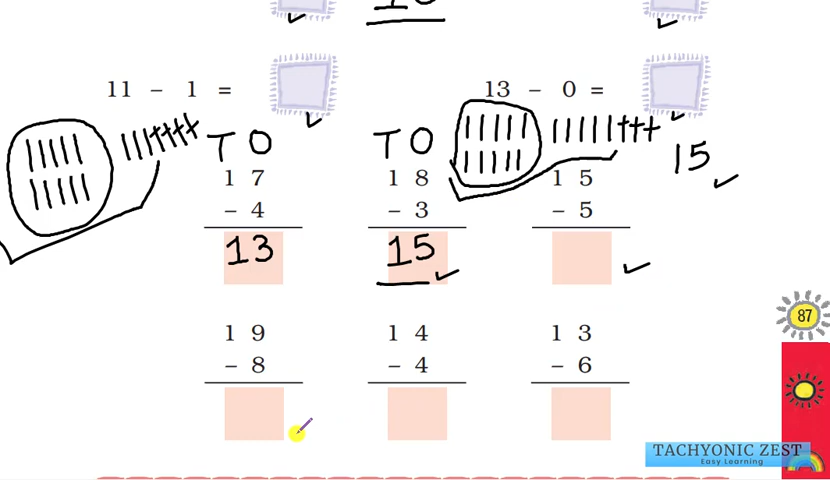 11 − 1 =
13 − 0 =
T O
T O
1 7
1 8
1 5
15
− 4
− 3
− 5
13
15
87
1 9
1 4
1 3
− 8
− 4
− 6
TACHYONIC ZEST
Easy Learning